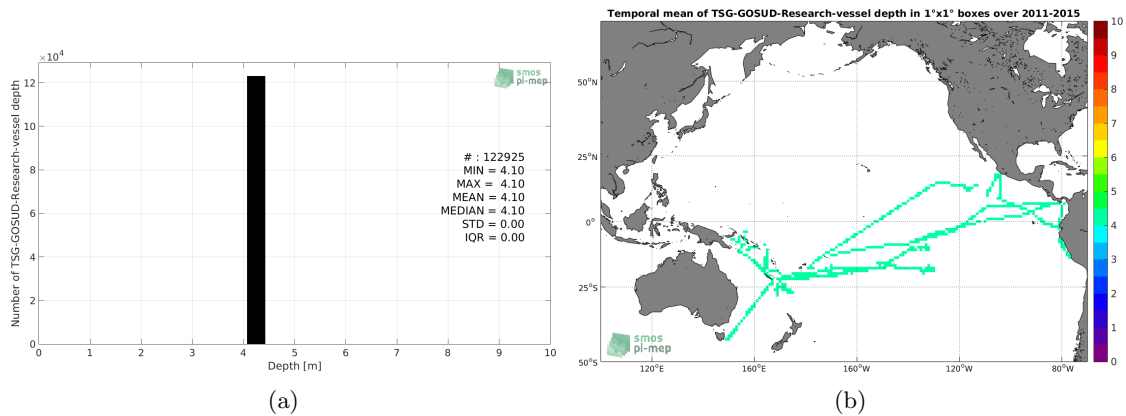 ×10⁴
12
10
8
6
4
2
0
0 1 2 3 4 5 6 7 8 9 10
Number of TSG-GOSUD-Research-vessel depth
Depth [m]
smos
pi-mep
# : 122925
MIN = 4.10
MAX = 4.10
MEAN = 4.10
MEDIAN = 4.10
STD = 0.00
IQR = 0.00
(a)
Temporal mean of TSG-GOSUD-Research-vessel depth in 1°x1° boxes over 2011-2015
50°N
25°N
0°
25°S
50°S
120°E 160°E 160°W 120°W 80°W
smos
pi-mep
10
9
8
7
6
5
4
3
2
1
0
(b)